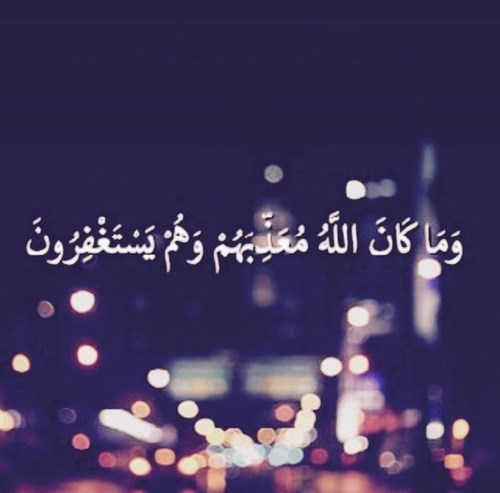 وَمَا كَانَ اللَّهُ مُعَذِّبَهُمْ وَهُمْ يَسْتَغْفِرُونَ